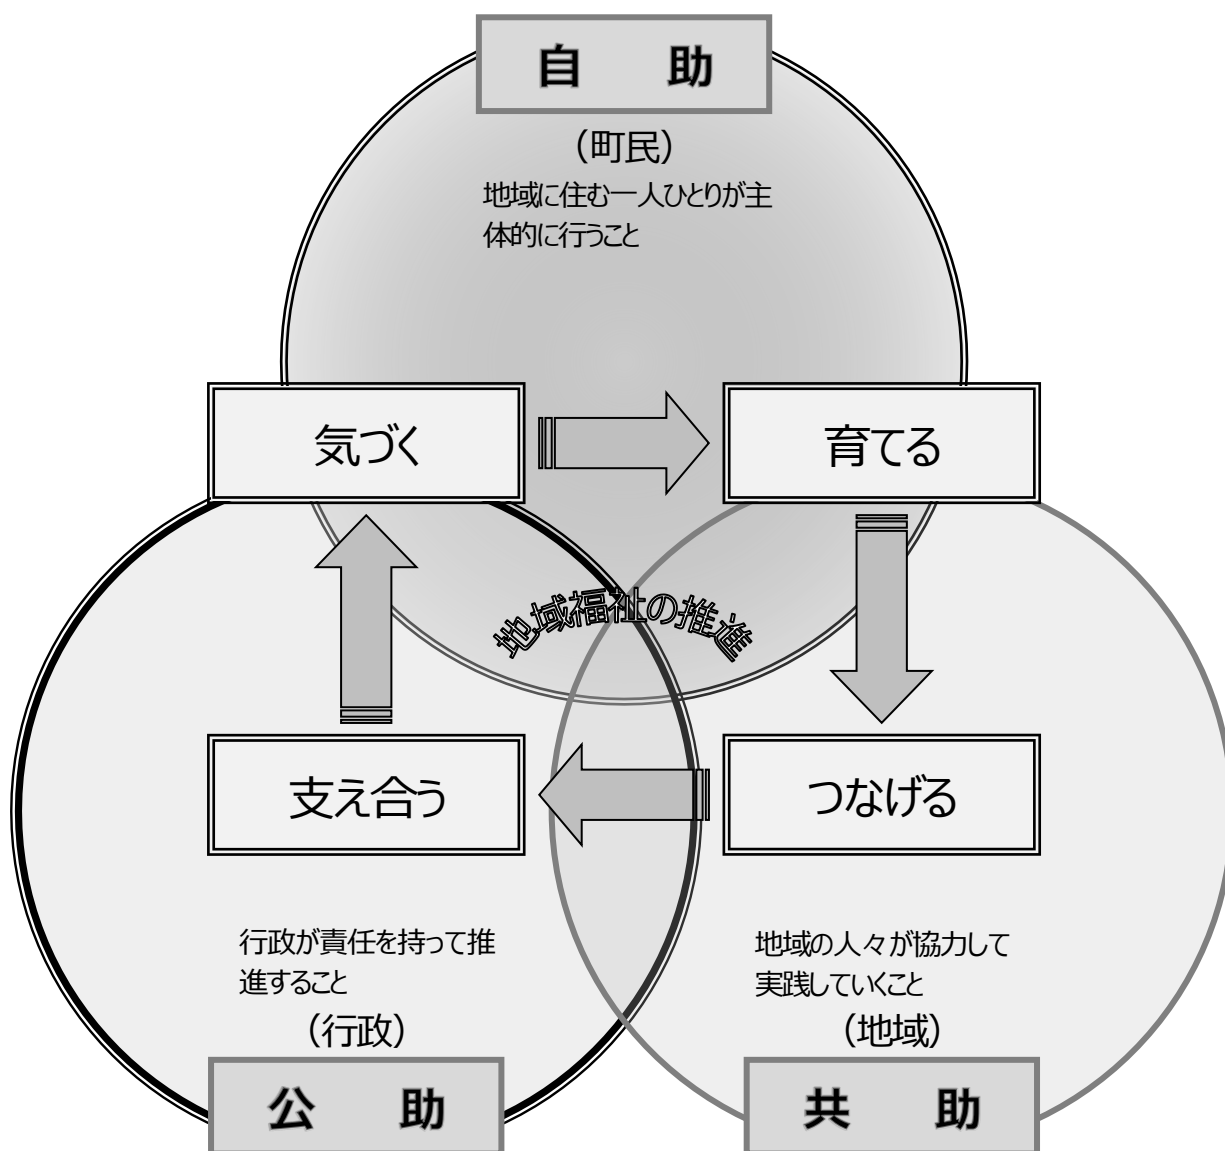 自　助
（町民）
地域に住む一人ひとりが主
体的に行うこと
気づく
育てる
地域福祉の推進
支え合う
つなげる
行政が責任を持って推
進すること
（行政）
公　助
地域の人々が協力して
実践していくこと
（地域）
共　助